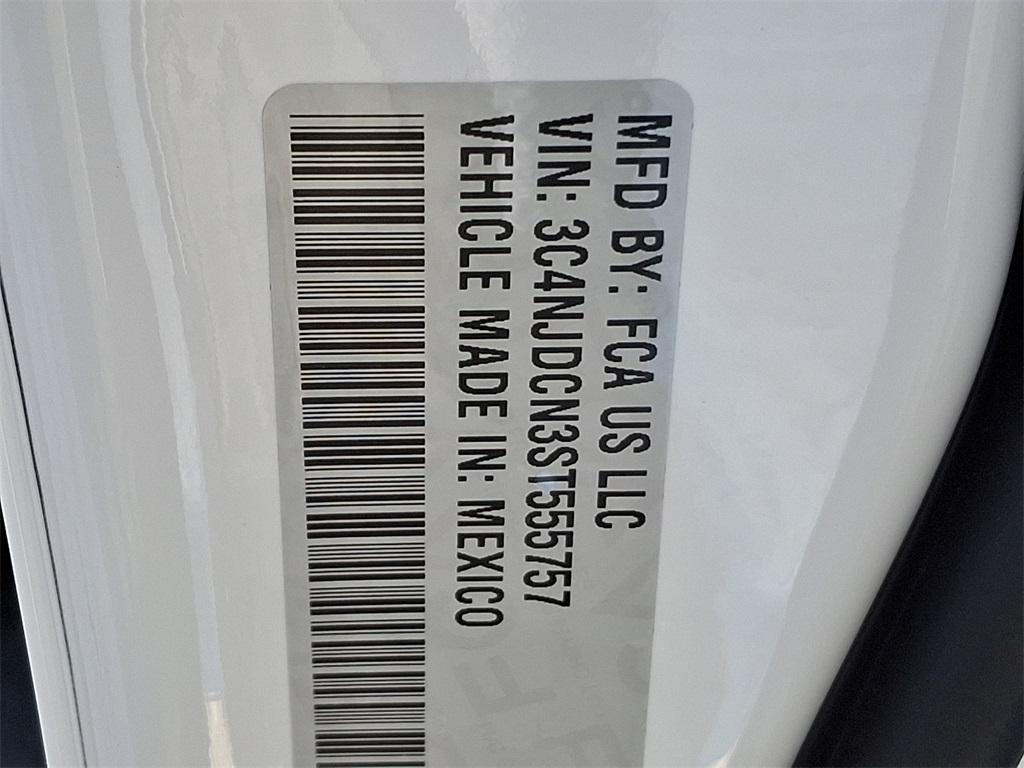 MFD BY: FCA US LLC
VIN: 3C4NJDCN3ST555757
VEHICLE MADE IN: MEXICO